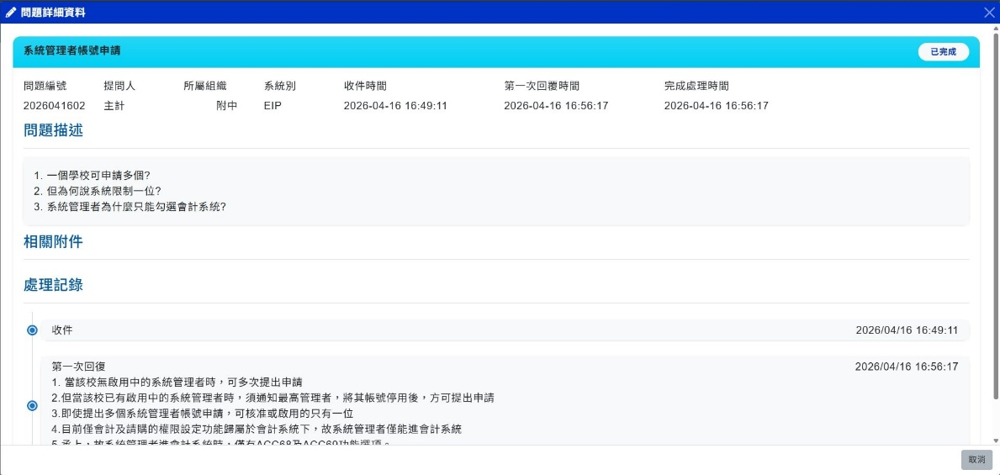 問題詳細資料
系統管理者帳號申請
已完成
問題編號 提問人 所屬組織 系統別 收件時間 第一次回覆時間 完成處理時間
2026041602 主計 附中 EIP 2026-04-16 16:49:11 2026-04-16 16:56:17 2026-04-16 16:56:17
問題描述
1. 一個學校可申請多個?
2. 但為何說系統限制一位?
3. 系統管理者為什麼只能勾選會計系統?
相關附件
處理記錄
收件 2026/04/16 16:49:11
第一次回復 2026/04/16 16:56:17
1. 當該校無啟用中的系統管理者時，可多次提出申請
2.但當該校已有啟用中的系統管理者時，須通知最高管理者，將其帳號停用後，方可提出申請
3.即使提出多個系統管理者帳號申請，可核准或啟用的只有一位
4.目前僅會計及請購的權限設定功能歸屬於會計系統下，故系統管理者僅能進會計系統
5.承上，故系統管理者進會計系統時，僅有ACC68及ACC69功能選項。
取消